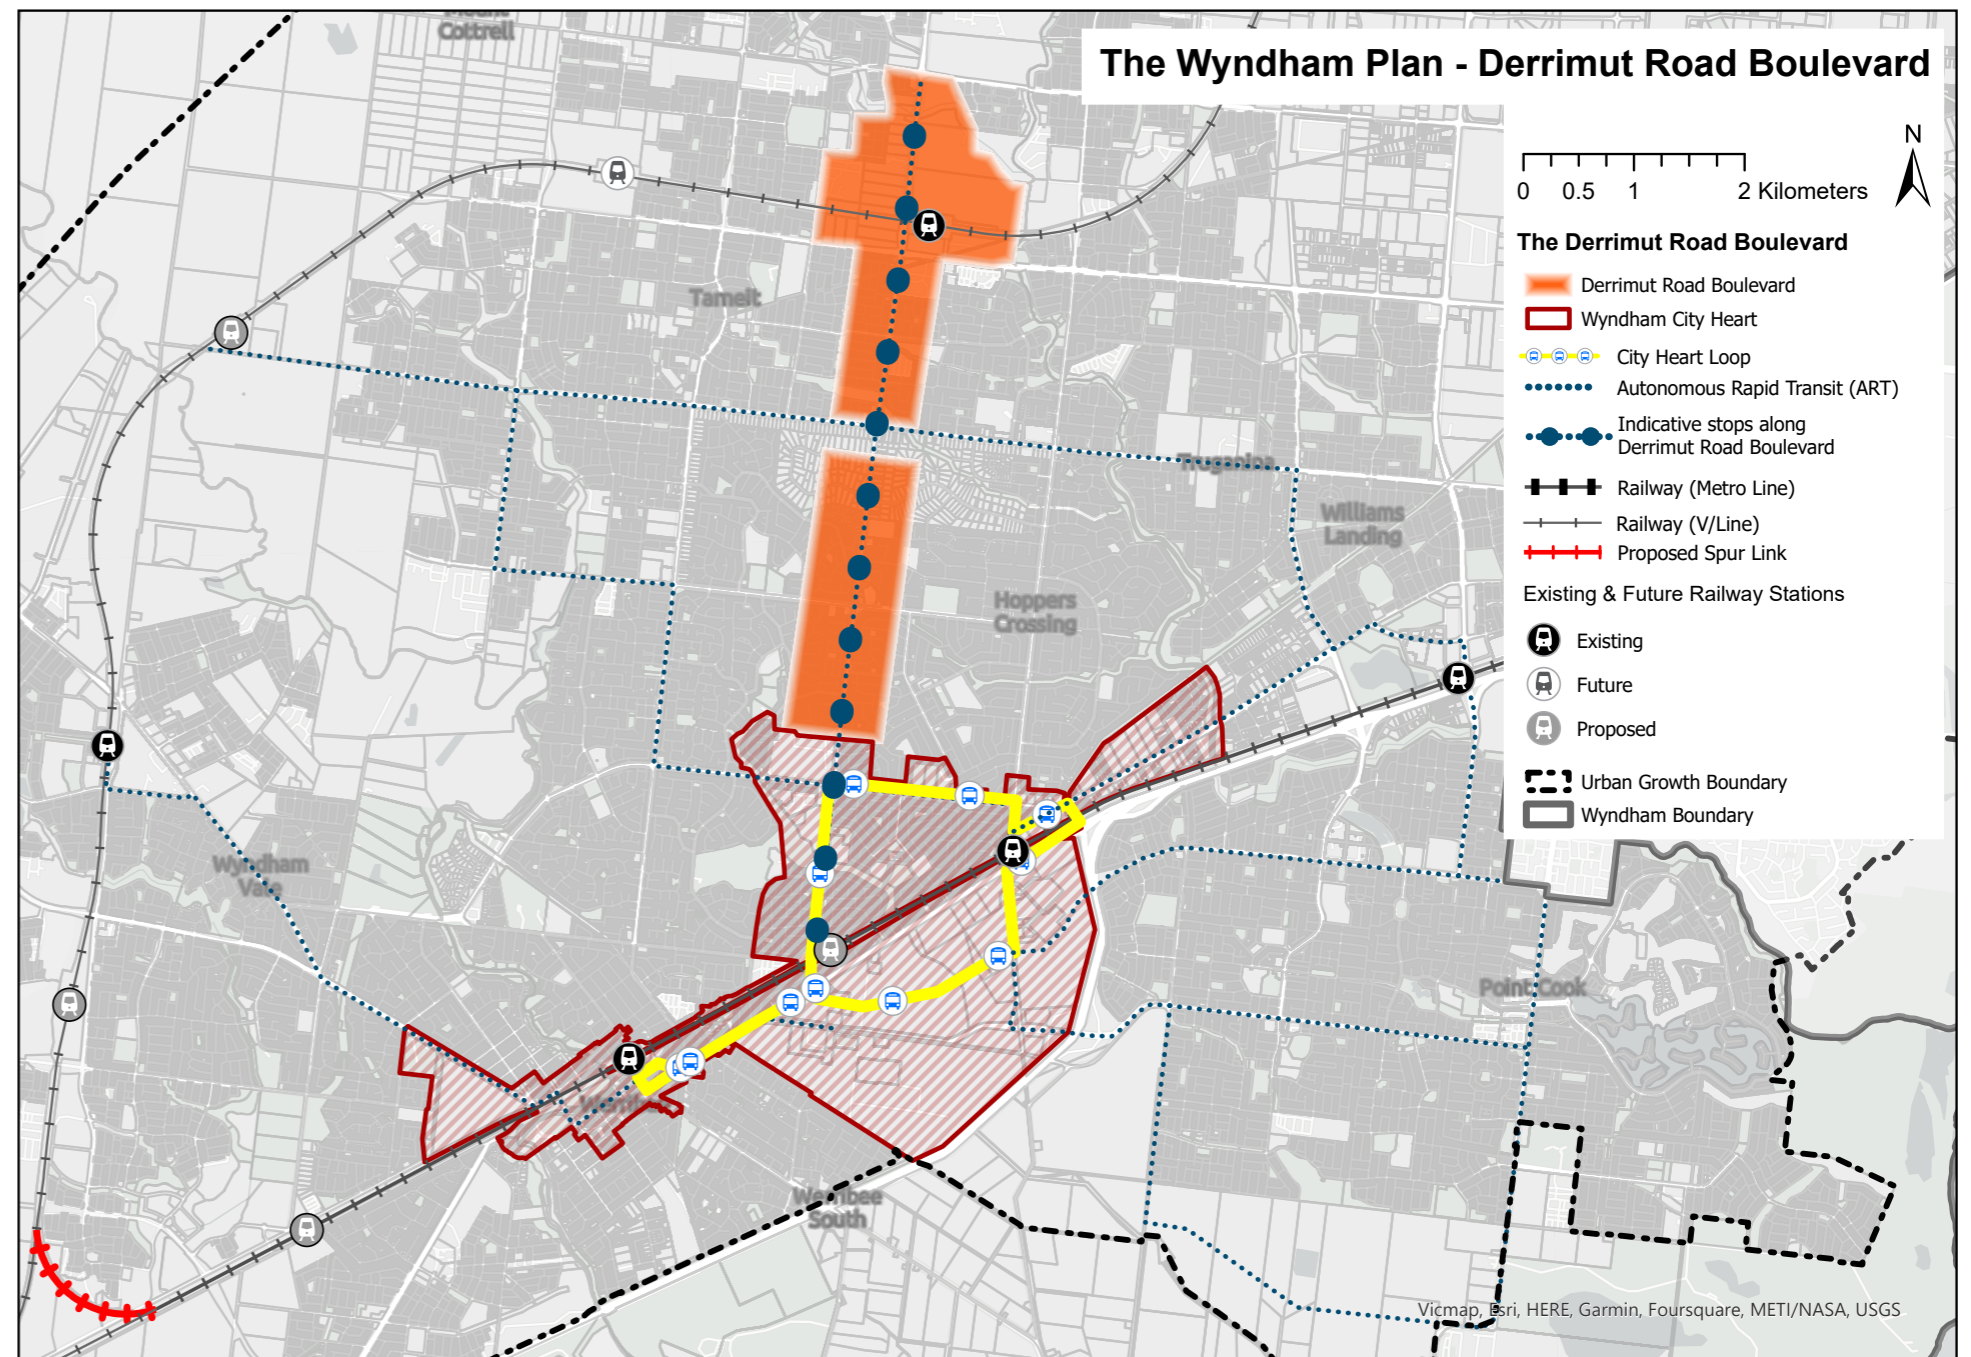 Mount
Cottrell
The Wyndham Plan - Derrimut Road Boulevard
N
0 0.5 1 2 Kilometers
The Derrimut Road Boulevard
Derrimut Road Boulevard
Wyndham City Heart
City Heart Loop
Autonomous Rapid Transit (ART)
Indicative stops along
Derrimut Road Boulevard
Railway (Metro Line)
Railway (V/Line)
Proposed Spur Link
Existing & Future Railway Stations
Existing
Future
Proposed
Urban Growth Boundary
Wyndham Boundary
Tarneit
Truganina
Williams
Landing
Hoppers
Crossing
Wyndham
Vale
Point Cook
Werribee
Werribee
South
Vicmap, Esri, HERE, Garmin, Foursquare, METI/NASA, USGS